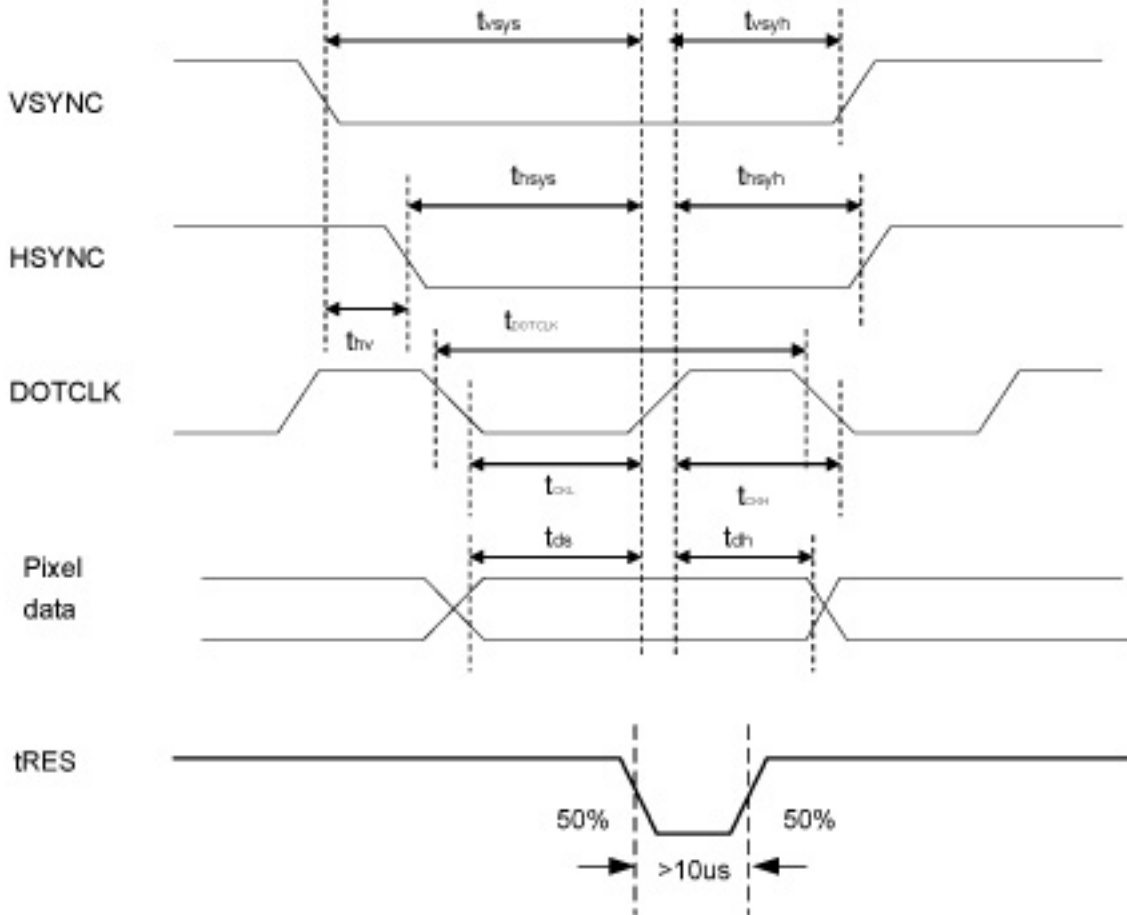 tvsys
tvsyh
VSYNC
thsys
thsyh
HSYNC
thv
tDOTCLK
DOTCLK
tCKL
tCKH
tds
tdh
Pixel
data
tRES
50%
50%
>10us